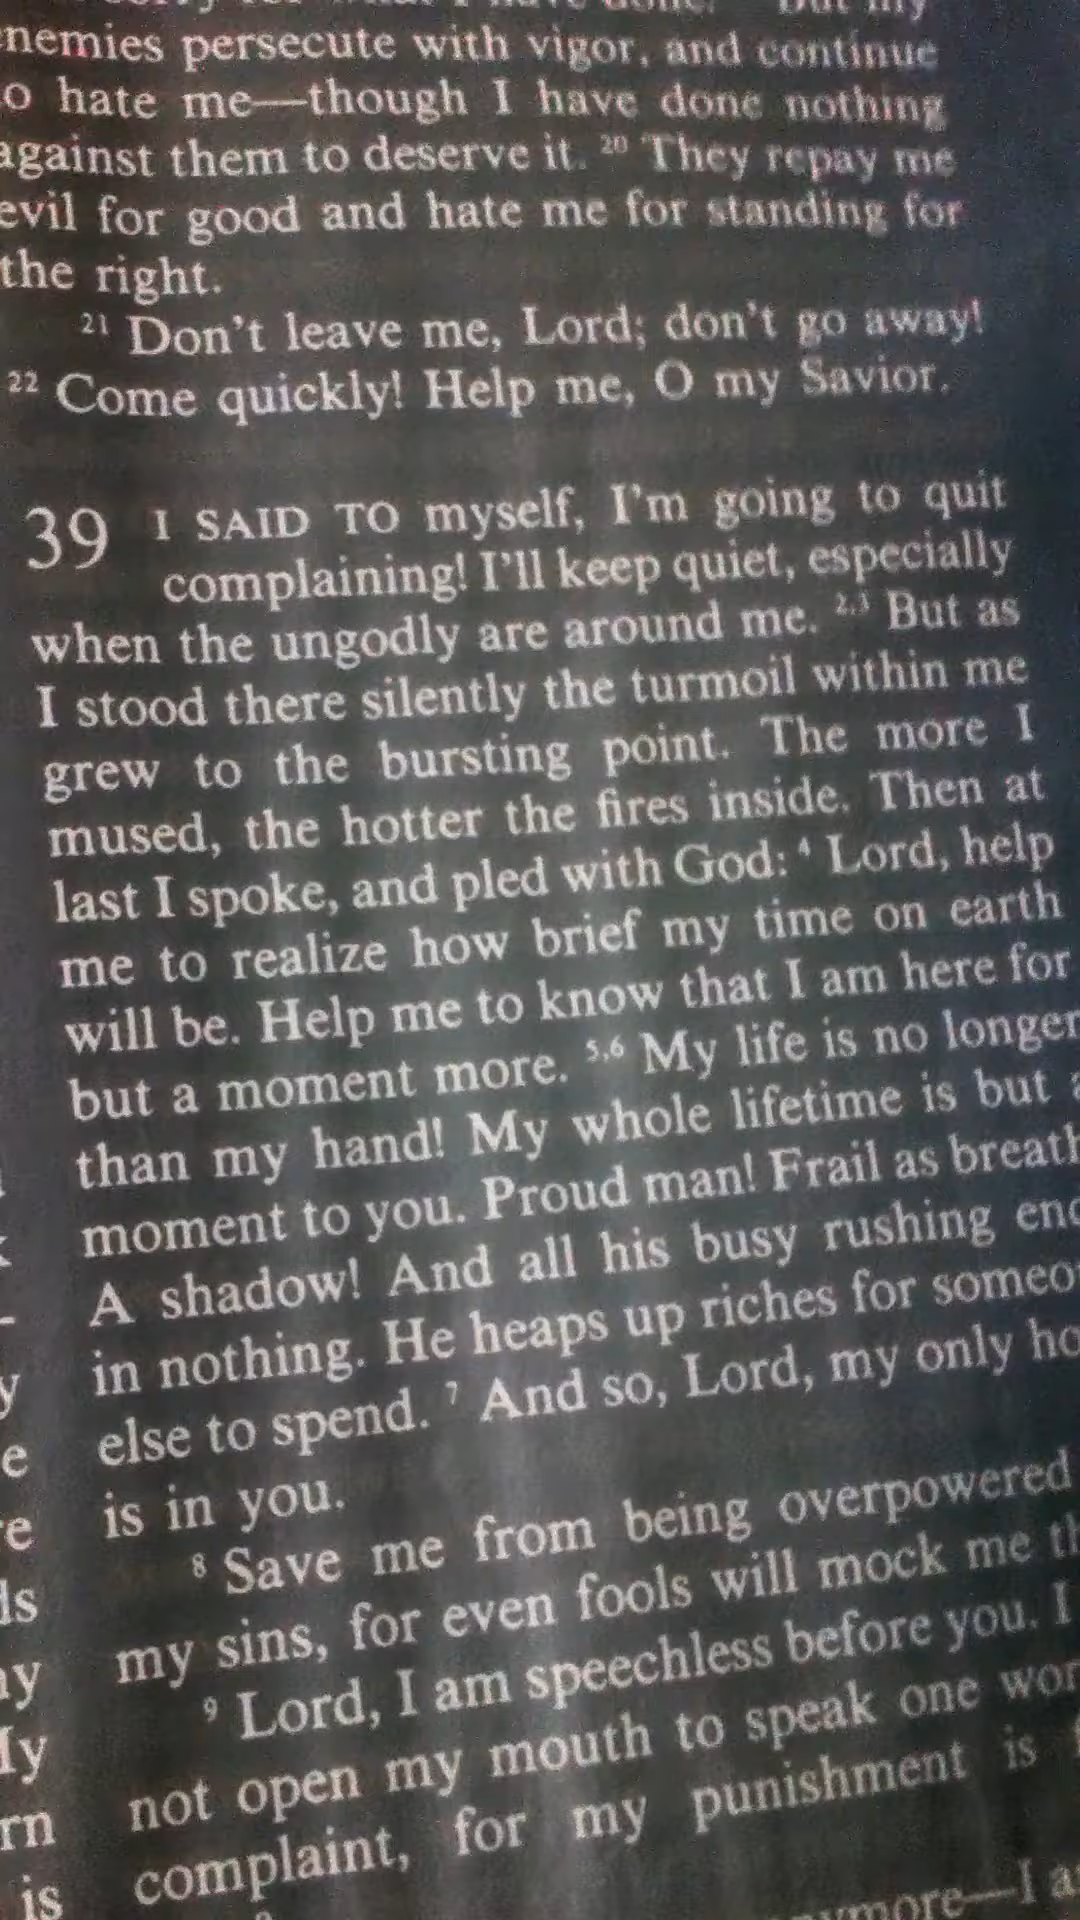 nemies persecute with vigor, and continue
o hate me—though I have done nothing
against them to deserve it. 20 They repay me
evil for good and hate me for standing for
the right.
21 Don't leave me, Lord; don't go away!
22 Come quickly! Help me, O my Savior.
39 I SAID TO myself, I'm going to quit
complaining! I'll keep quiet, especially
when the ungodly are around me. 2,3 But as
I stood there silently the turmoil within me
grew to the bursting point. The more I
mused, the hotter the fires inside. Then at
last I spoke, and pled with God: 4 Lord, help
me to realize how brief my time on earth
will be. Help me to know that I am here for
but a moment more. 5,6 My life is no longer
than my hand! My whole lifetime is but a
moment to you. Proud man! Frail as breath
A shadow! And all his busy rushing end
in nothing. He heaps up riches for someo
else to spend. 7 And so, Lord, my only ho
is in you.
8 Save me from being overpowered
my sins, for even fools will mock me th
9 Lord, I am speechless before you. I
not open my mouth to speak one wor
complaint, for my punishment is
ymore—I a